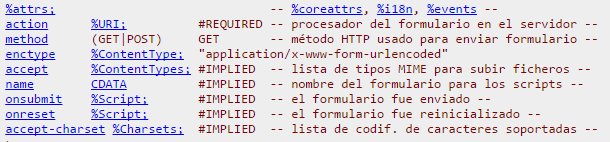 %attrs; -- %coreattrs, %i18n, %events --
action %URI; #REQUIRED -- procesador del formulario en el servidor --
method (GET|POST) GET -- método HTTP usado para enviar formulario --
enctype %ContentType; "application/x-www-form-urlencoded"
accept %ContentTypes; #IMPLIED -- lista de tipos MIME para subir ficheros --
name CDATA #IMPLIED -- nombre del formulario para los scripts --
onsubmit %Script; #IMPLIED -- el formulario fue enviado --
onreset %Script; #IMPLIED -- el formulario fue reinicializado --
accept-charset %Charsets; #IMPLIED -- lista de codif. de caracteres soportadas --